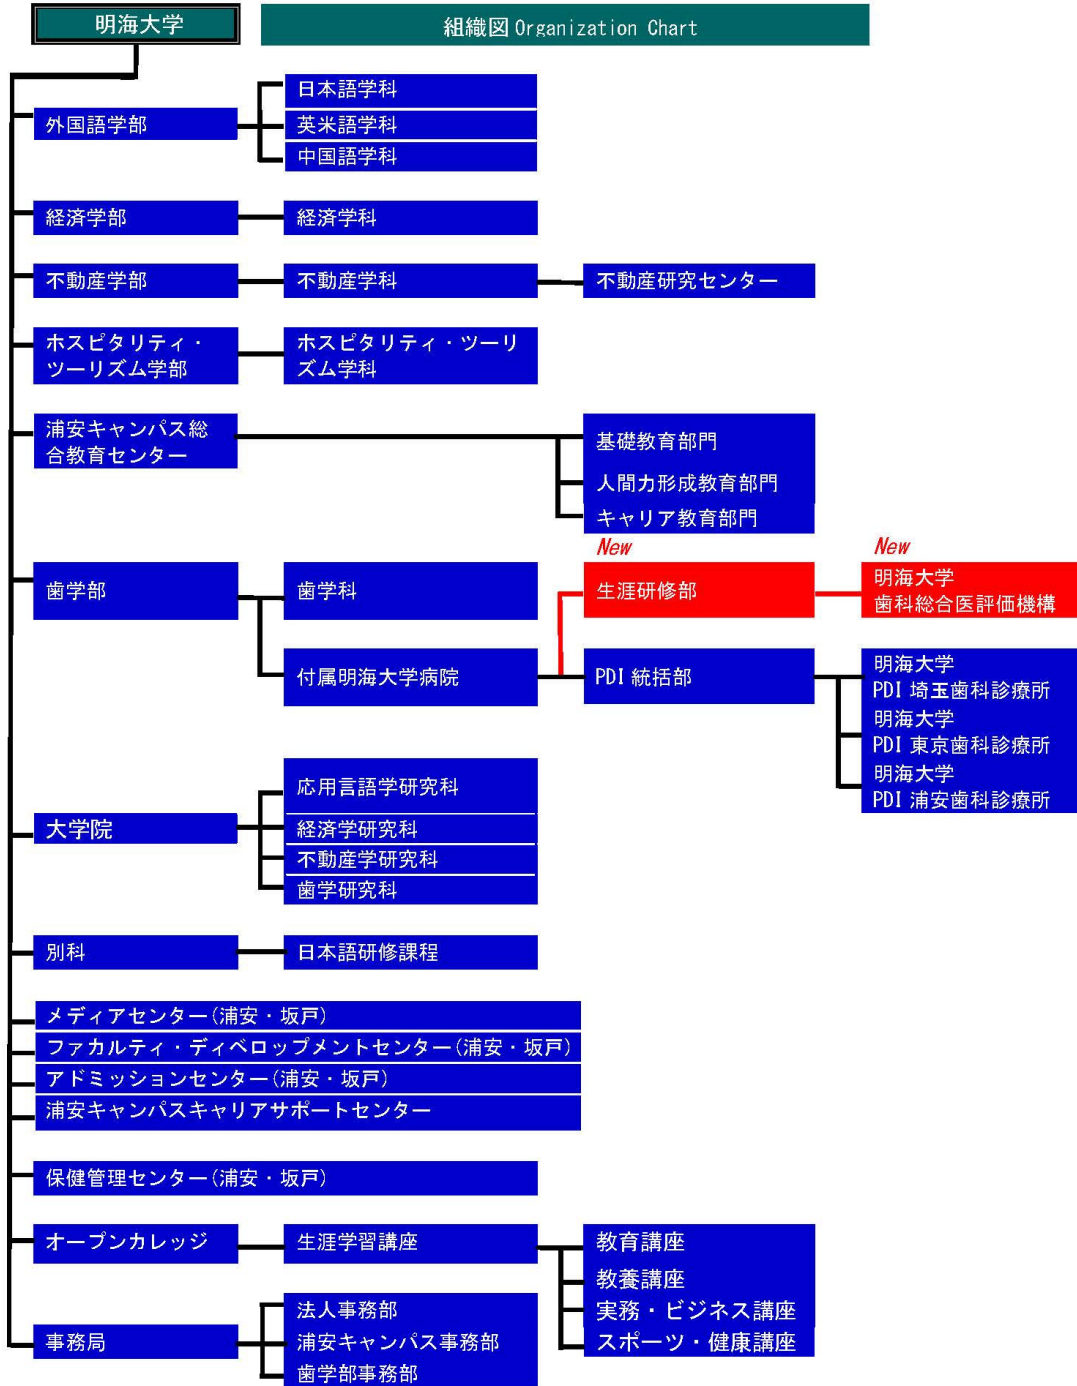 明海大学
組織図 Organization Chart
外国語学部
日本語学科
英米語学科
中国語学科
経済学部
経済学科
不動産学部
不動産学科
不動産研究センター
ホスピタリティ・
ツーリズム学部
ホスピタリティ・ツーリ
ズム学科
浦安キャンパス総
合教育センター
基礎教育部門
人間力形成教育部門
キャリア教育部門
New
New
歯学部
歯学科
生涯研修部
明海大学
歯科総合医評価機構
付属明海大学病院
PDI 統括部
明海大学
PDI 埼玉歯科診療所
明海大学
PDI 東京歯科診療所
明海大学
PDI 浦安歯科診療所
大学院
応用言語学研究科
経済学研究科
不動産学研究科
歯学研究科
別科
日本語研修課程
メディアセンター(浦安・坂戸)
ファカルティ・ディベロップメントセンター(浦安・坂戸)
アドミッションセンター(浦安・坂戸)
浦安キャンパスキャリアサポートセンター
保健管理センター(浦安・坂戸)
オープンカレッジ
生涯学習講座
教育講座
教養講座
実務・ビジネス講座
スポーツ・健康講座
事務局
法人事務部
浦安キャンパス事務部
歯学部事務部